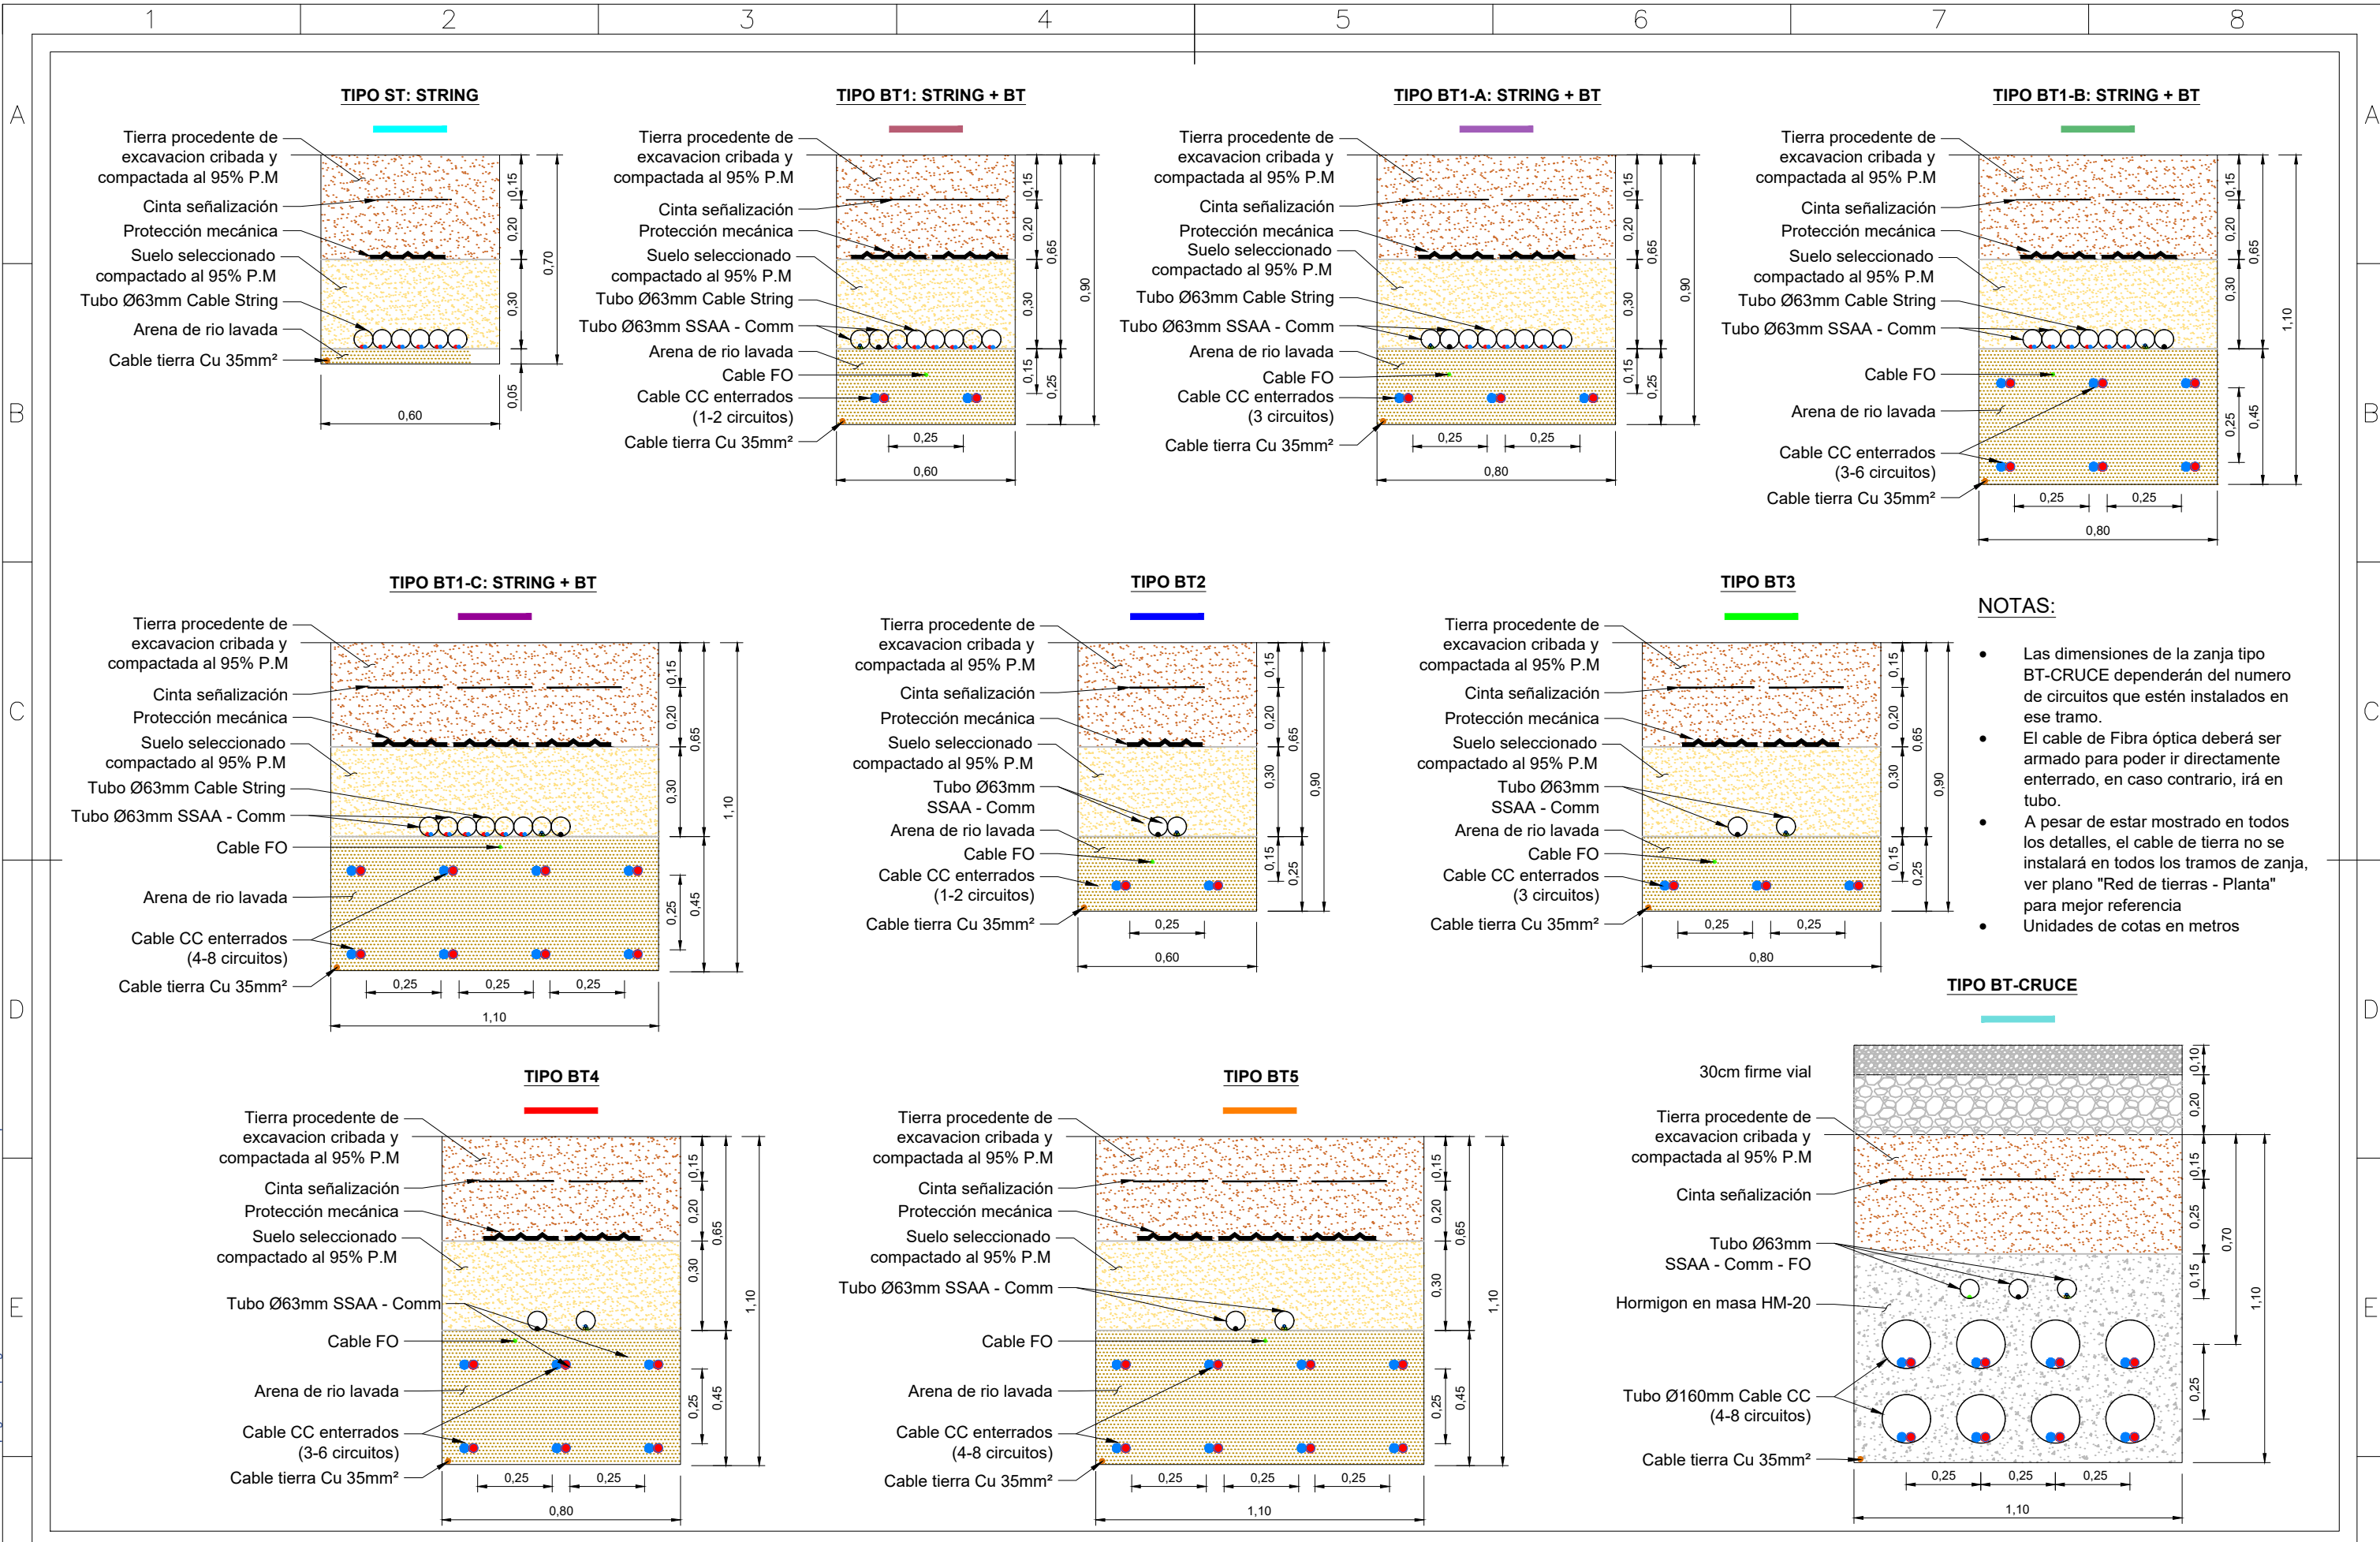 1 2 3 4 5 6 7 8
A A
B B
C C
D D
E E
TIPO ST: STRING
Tierra procedente de
excavacion cribada y
compactada al 95% P.M
Cinta señalización
Protección mecánica
Suelo seleccionado
compactado al 95% P.M
Tubo Ø63mm Cable String
Arena de rio lavada
Cable tierra Cu 35mm²
0,15
0,20
0,30
0,05
0,70
0,60
TIPO BT1: STRING + BT
Tierra procedente de
excavacion cribada y
compactada al 95% P.M
Cinta señalización
Protección mecánica
Suelo seleccionado
compactado al 95% P.M
Tubo Ø63mm Cable String
Tubo Ø63mm SSAA - Comm
Arena de rio lavada
Cable FO
Cable CC enterrados
(1-2 circuitos)
Cable tierra Cu 35mm²
0,15
0,20
0,30
0,15
0,65
0,25
0,90
0,25
0,60
TIPO BT1-A: STRING + BT
Tierra procedente de
excavacion cribada y
compactada al 95% P.M
Cinta señalización
Protección mecánica
Suelo seleccionado
compactado al 95% P.M
Tubo Ø63mm Cable String
Tubo Ø63mm SSAA - Comm
Arena de rio lavada
Cable FO
Cable CC enterrados
(3 circuitos)
Cable tierra Cu 35mm²
0,15
0,20
0,30
0,15
0,65
0,25
0,90
0,25 0,25
0,80
TIPO BT1-B: STRING + BT
Tierra procedente de
excavacion cribada y
compactada al 95% P.M
Cinta señalización
Protección mecánica
Suelo seleccionado
compactado al 95% P.M
Tubo Ø63mm Cable String
Tubo Ø63mm SSAA - Comm
Cable FO
Arena de rio lavada
Cable CC enterrados
(3-6 circuitos)
Cable tierra Cu 35mm²
0,15
0,20
0,30
0,25
0,65
0,45
1,10
0,25 0,25
0,80
TIPO BT1-C: STRING + BT
Tierra procedente de
excavacion cribada y
compactada al 95% P.M
Cinta señalización
Protección mecánica
Suelo seleccionado
compactado al 95% P.M
Tubo Ø63mm Cable String
Tubo Ø63mm SSAA - Comm
Cable FO
Arena de rio lavada
Cable CC enterrados
(4-8 circuitos)
Cable tierra Cu 35mm²
0,15
0,20
0,30
0,25
0,65
0,45
1,10
0,25 0,25 0,25
1,10
TIPO BT2
Tierra procedente de
excavacion cribada y
compactada al 95% P.M
Cinta señalización
Protección mecánica
Suelo seleccionado
compactado al 95% P.M
Tubo Ø63mm
SSAA - Comm
Arena de rio lavada
Cable FO
Cable CC enterrados
(1-2 circuitos)
Cable tierra Cu 35mm²
0,15
0,20
0,30
0,15
0,65
0,25
0,90
0,25
0,60
TIPO BT3
Tierra procedente de
excavacion cribada y
compactada al 95% P.M
Cinta señalización
Protección mecánica
Suelo seleccionado
compactado al 95% P.M
Tubo Ø63mm
SSAA - Comm
Arena de rio lavada
Cable FO
Cable CC enterrados
(3 circuitos)
Cable tierra Cu 35mm²
0,15
0,20
0,30
0,15
0,65
0,25
0,90
0,25 0,25
0,80
NOTAS:
• Las dimensiones de la zanja tipo
BT-CRUCE dependerán del numero
de circuitos que estén instalados en
ese tramo.
• El cable de Fibra óptica deberá ser
armado para poder ir directamente
enterrado, en caso contrario, irá en
tubo.
• A pesar de estar mostrado en todos
los detalles, el cable de tierra no se
instalará en todos los tramos de zanja,
ver plano "Red de tierras - Planta"
para mejor referencia
• Unidades de cotas en metros
TIPO BT4
Tierra procedente de
excavacion cribada y
compactada al 95% P.M
Cinta señalización
Protección mecánica
Suelo seleccionado
compactado al 95% P.M
Tubo Ø63mm SSAA - Comm
Cable FO
Arena de rio lavada
Cable CC enterrados
(3-6 circuitos)
Cable tierra Cu 35mm²
0,15
0,20
0,30
0,25
0,65
0,45
1,10
0,25 0,25
0,80
TIPO BT5
Tierra procedente de
excavacion cribada y
compactada al 95% P.M
Cinta señalización
Protección mecánica
Suelo seleccionado
compactado al 95% P.M
Tubo Ø63mm SSAA - Comm
Cable FO
Arena de rio lavada
Cable CC enterrados
(4-8 circuitos)
Cable tierra Cu 35mm²
0,15
0,20
0,30
0,25
0,65
0,45
1,10
0,25 0,25 0,25
1,10
TIPO BT-CRUCE
30cm firme vial
Tierra procedente de
excavacion cribada y
compactada al 95% P.M
Cinta señalización
Tubo Ø63mm
SSAA - Comm - FO
Hormigon en masa HM-20
Tubo Ø160mm Cable CC
(4-8 circuitos)
Cable tierra Cu 35mm²
0,10
0,20
0,15
0,25
0,15
0,25
0,70
1,10
0,25 0,25 0,25
1,10